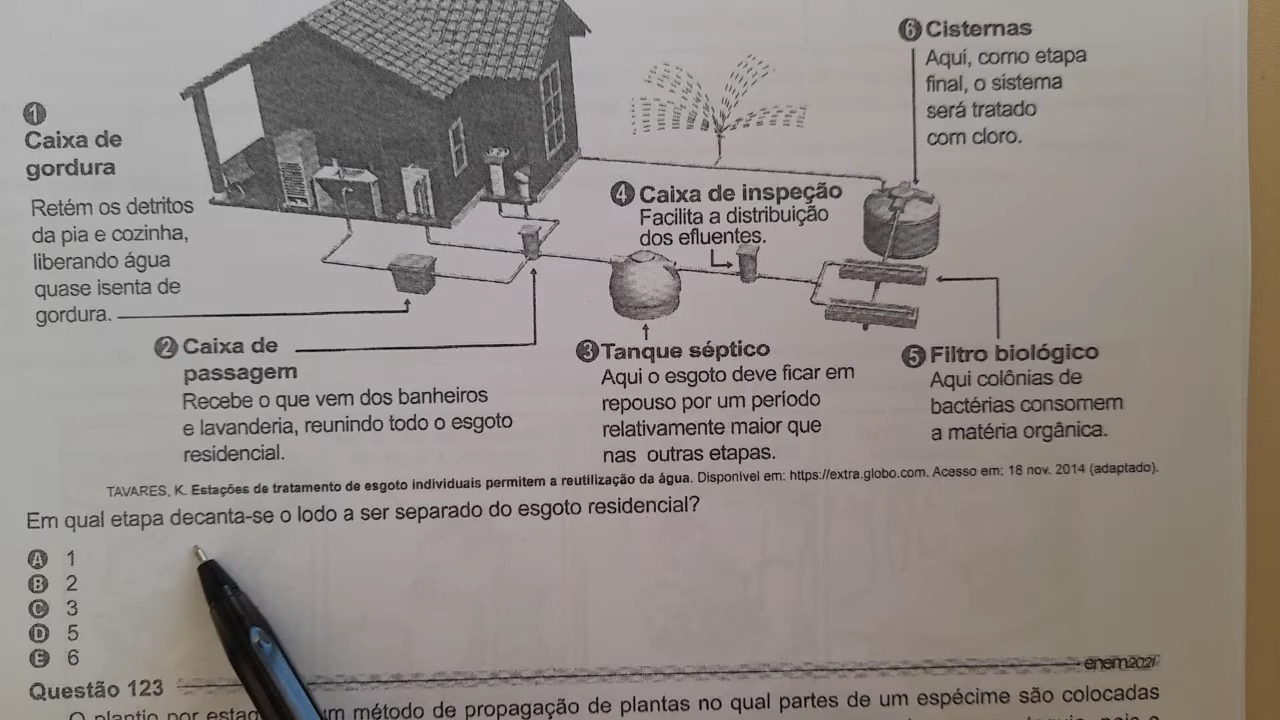 1
Caixa de
gordura
Retém os detritos
da pia e cozinha,
liberando água
quase isenta de
gordura.
2 Caixa de
passagem
Recebe o que vem dos banheiros
e lavanderia, reunindo todo o esgoto
residencial.
3 Tanque séptico
Aqui o esgoto deve ficar em
repouso por um período
relativamente maior que
nas outras etapas.
4 Caixa de inspeção
Facilita a distribuição
dos efluentes.
5 Filtro biológico
Aqui colônias de
bactérias consomem
a matéria orgânica.
6 Cisternas
Aqui, como etapa
final, o sistema
será tratado
com cloro.
TAVARES, K. Estações de tratamento de esgoto individuais permitem a reutilização da água. Disponível em: https://extra.globo.com. Acesso em: 18 nov. 2014 (adaptado).
Em qual etapa decanta-se o lodo a ser separado do esgoto residencial?
A 1
B 2
C 3
D 5
E 6
enem2021
Questão 123
O plantio por método de propagação de plantas no qual partes de um espécime são colocadas